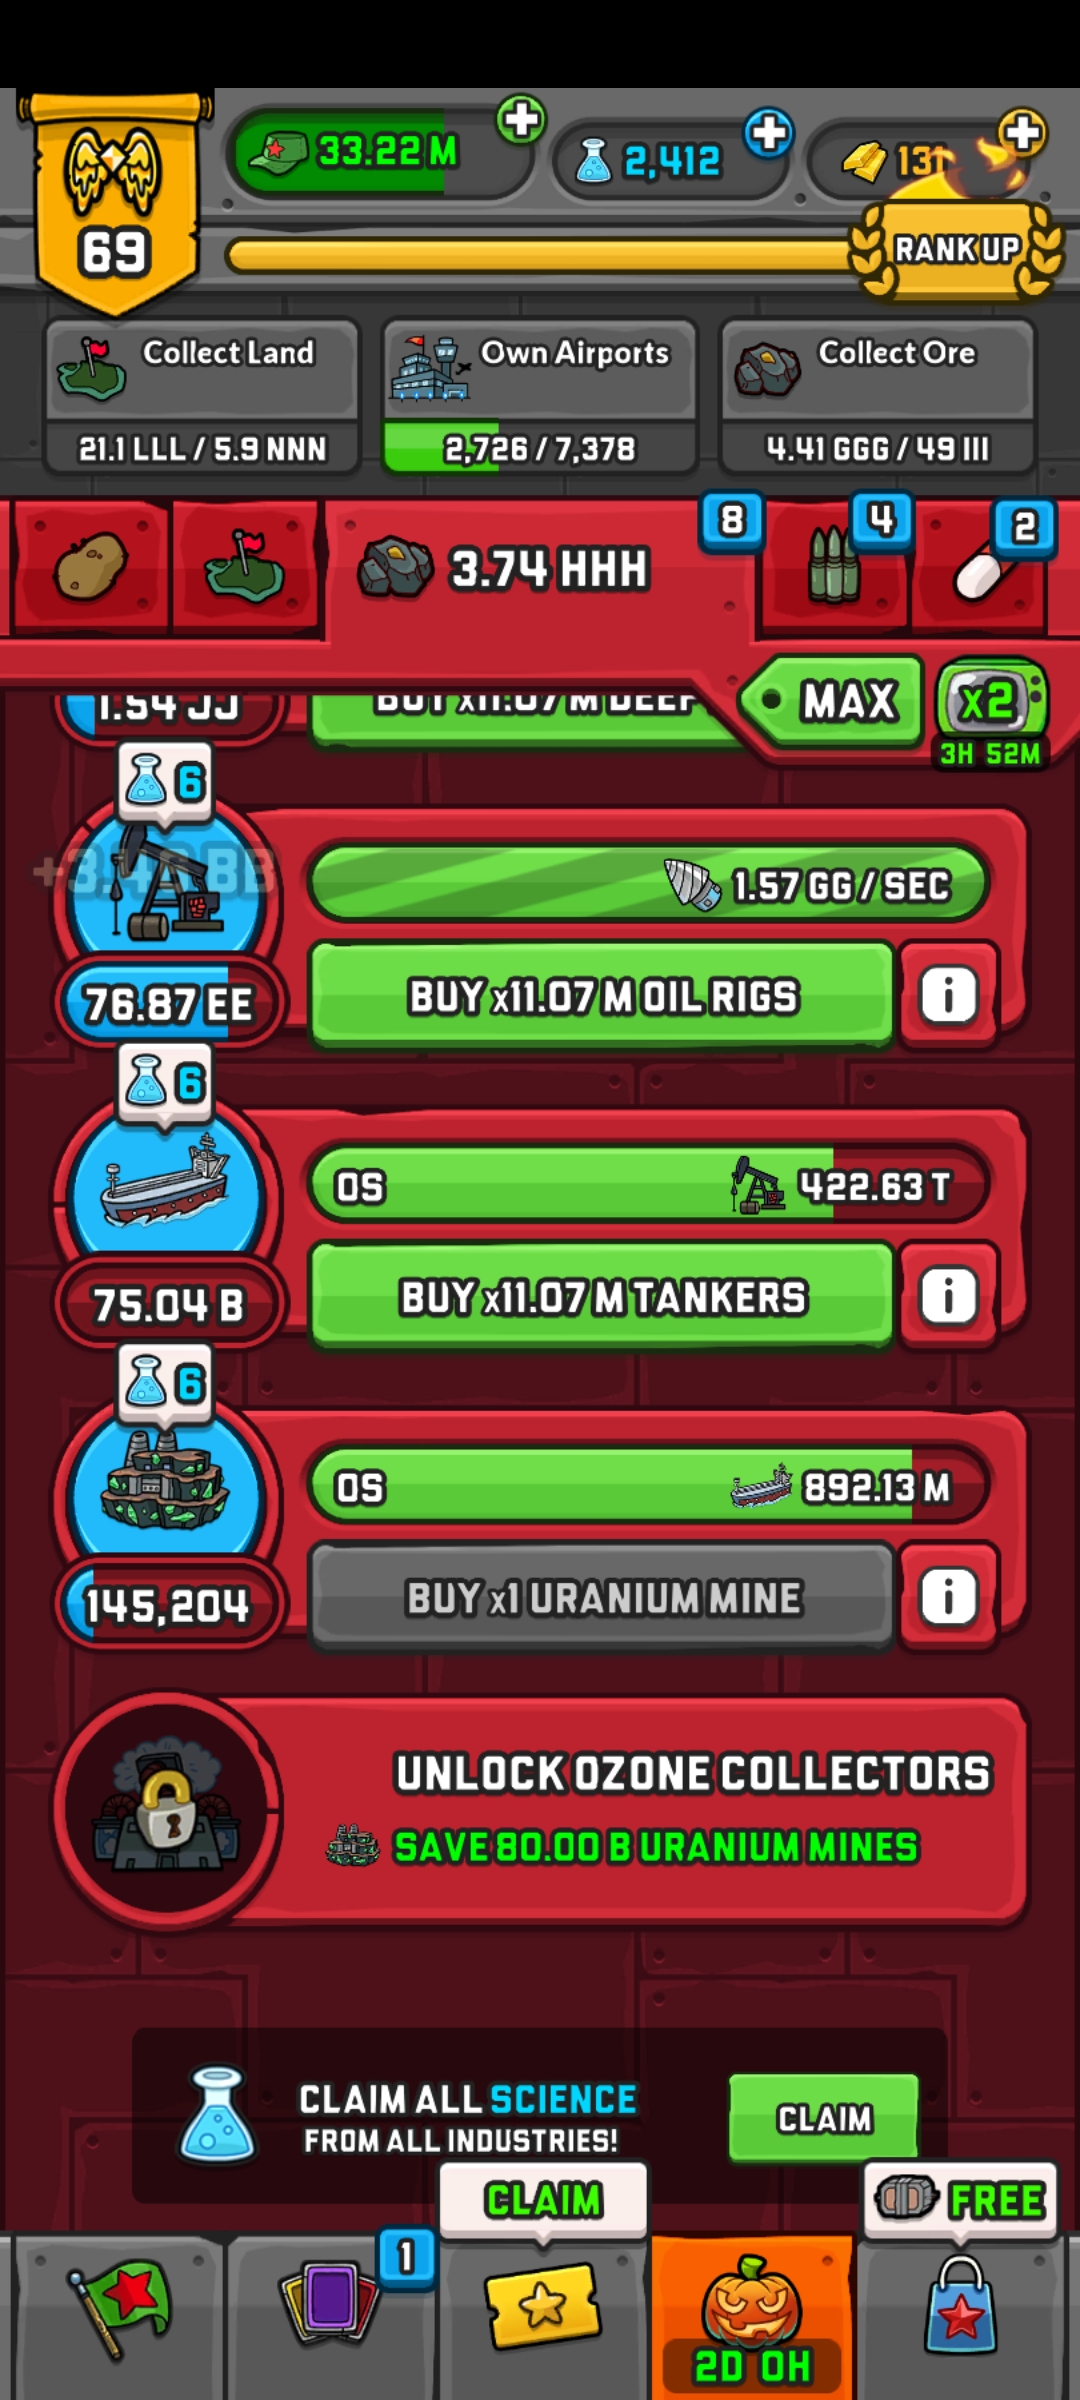 69
33.22 M
2,412
131
RANK UP
Collect Land
21.1 LLL / 5.9 NNN
Own Airports
2,726 / 7,378
Collect Ore
4.41 GGG / 49 III
3.74 HHH
8
4
2
MAX
x2
3H 52M
1.54 JJ
BUY x11.07 M DEEP
6
+3.46 BB
1.57 GG / SEC
76.87 EE
BUY x11.07 M OIL RIGS
i
6
0S
422.63 T
75.04 B
BUY x11.07 M TANKERS
i
6
0S
892.13 M
145,204
BUY x1 URANIUM MINE
i
UNLOCK OZONE COLLECTORS
SAVE 80.00 B URANIUM MINES
CLAIM ALL SCIENCE
FROM ALL INDUSTRIES!
CLAIM
CLAIM
FREE
1
2D 0H